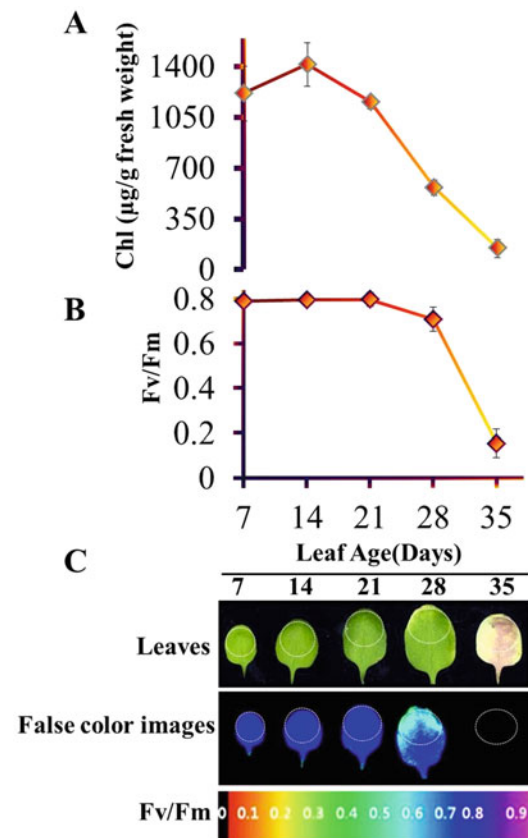 A
Chl (µg/g fresh weight)
1400
1050
700
350
0
B
Fv/Fm
0.8
0.6
0.4
0.2
0
7 14 21 28 35
Leaf Age(Days)
C
7 14 21 28 35
Leaves
False color images
Fv/Fm
0 0.1 0.2 0.3 0.4 0.5 0.6 0.7 0.8 0.9